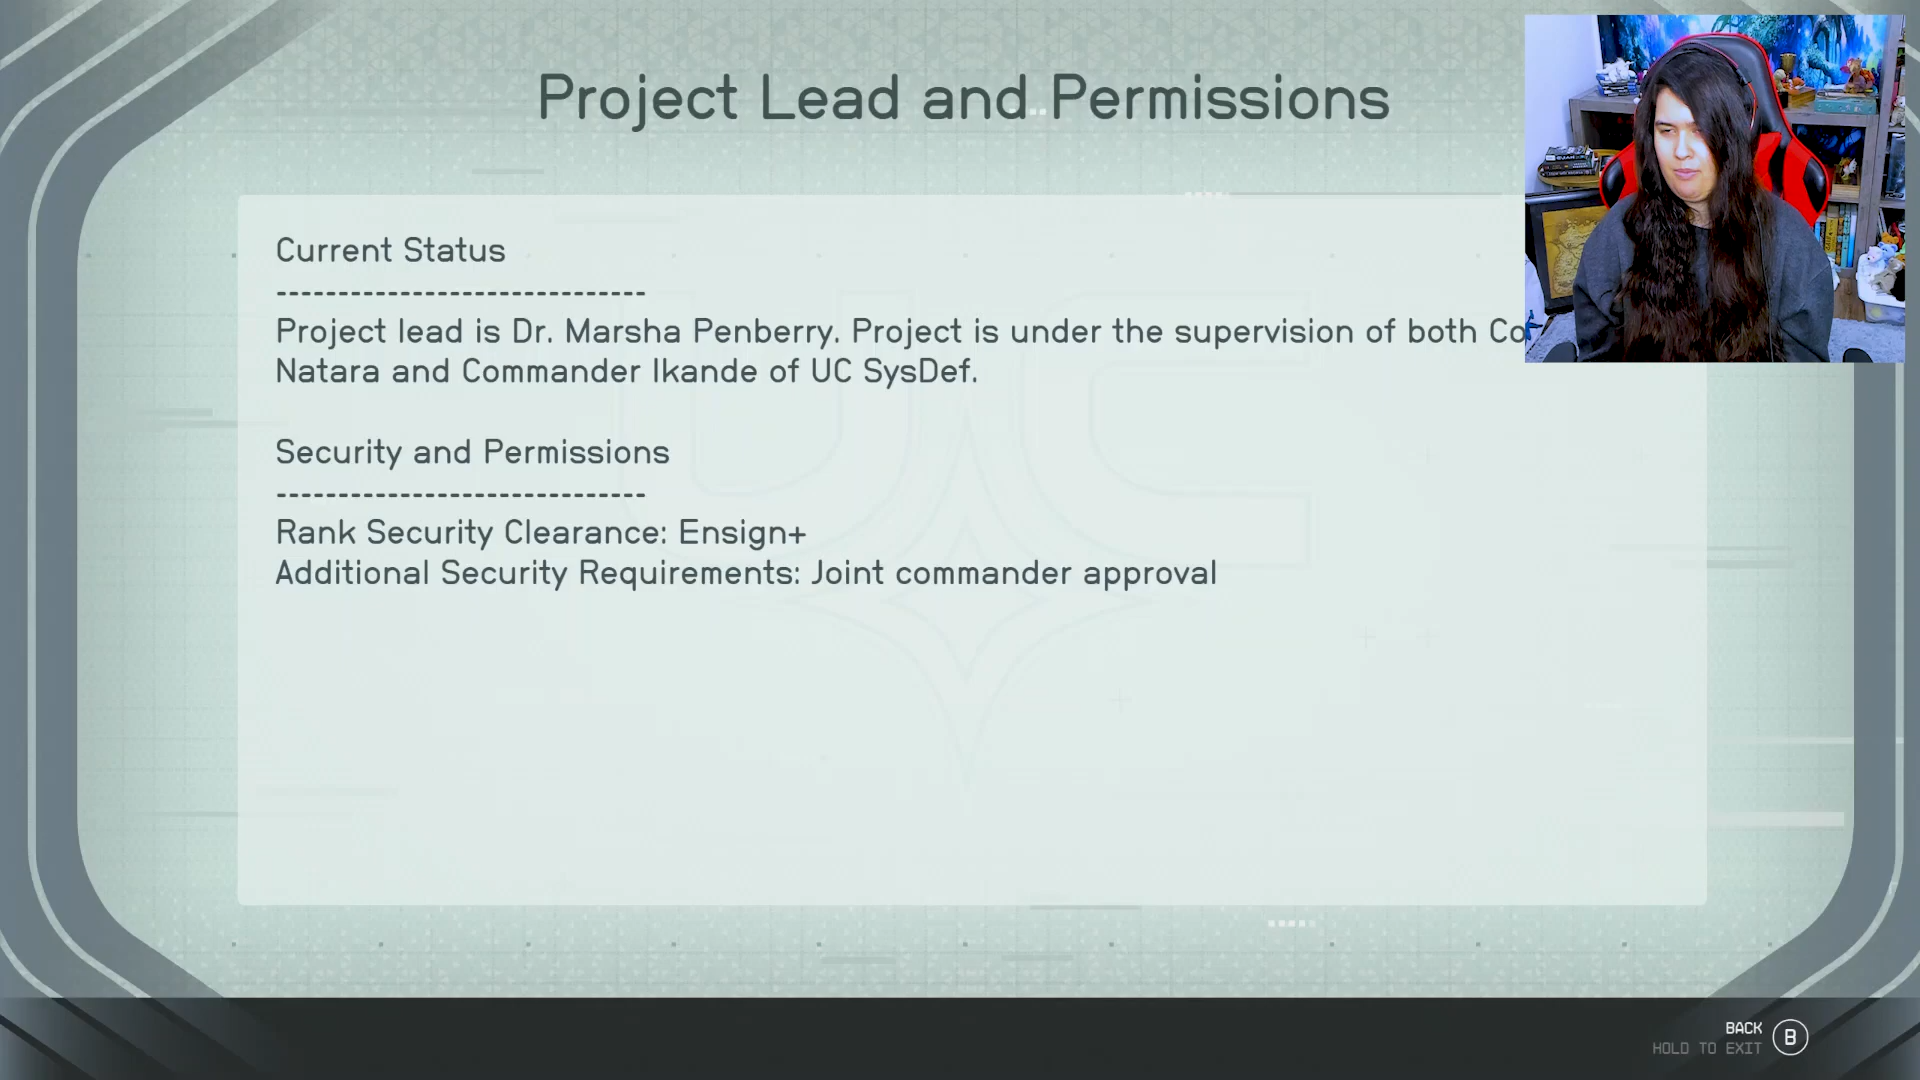 Project Lead and Permissions
Current Status
------------------------------
Project lead is Dr. Marsha Penberry. Project is under the supervision of both
Natara and Commander Ikande of UC SysDef.
Security and Permissions
------------------------------
Rank Security Clearance: Ensign+
Additional Security Requirements: Joint commander approval
BACK
B
HOLD TO EXIT